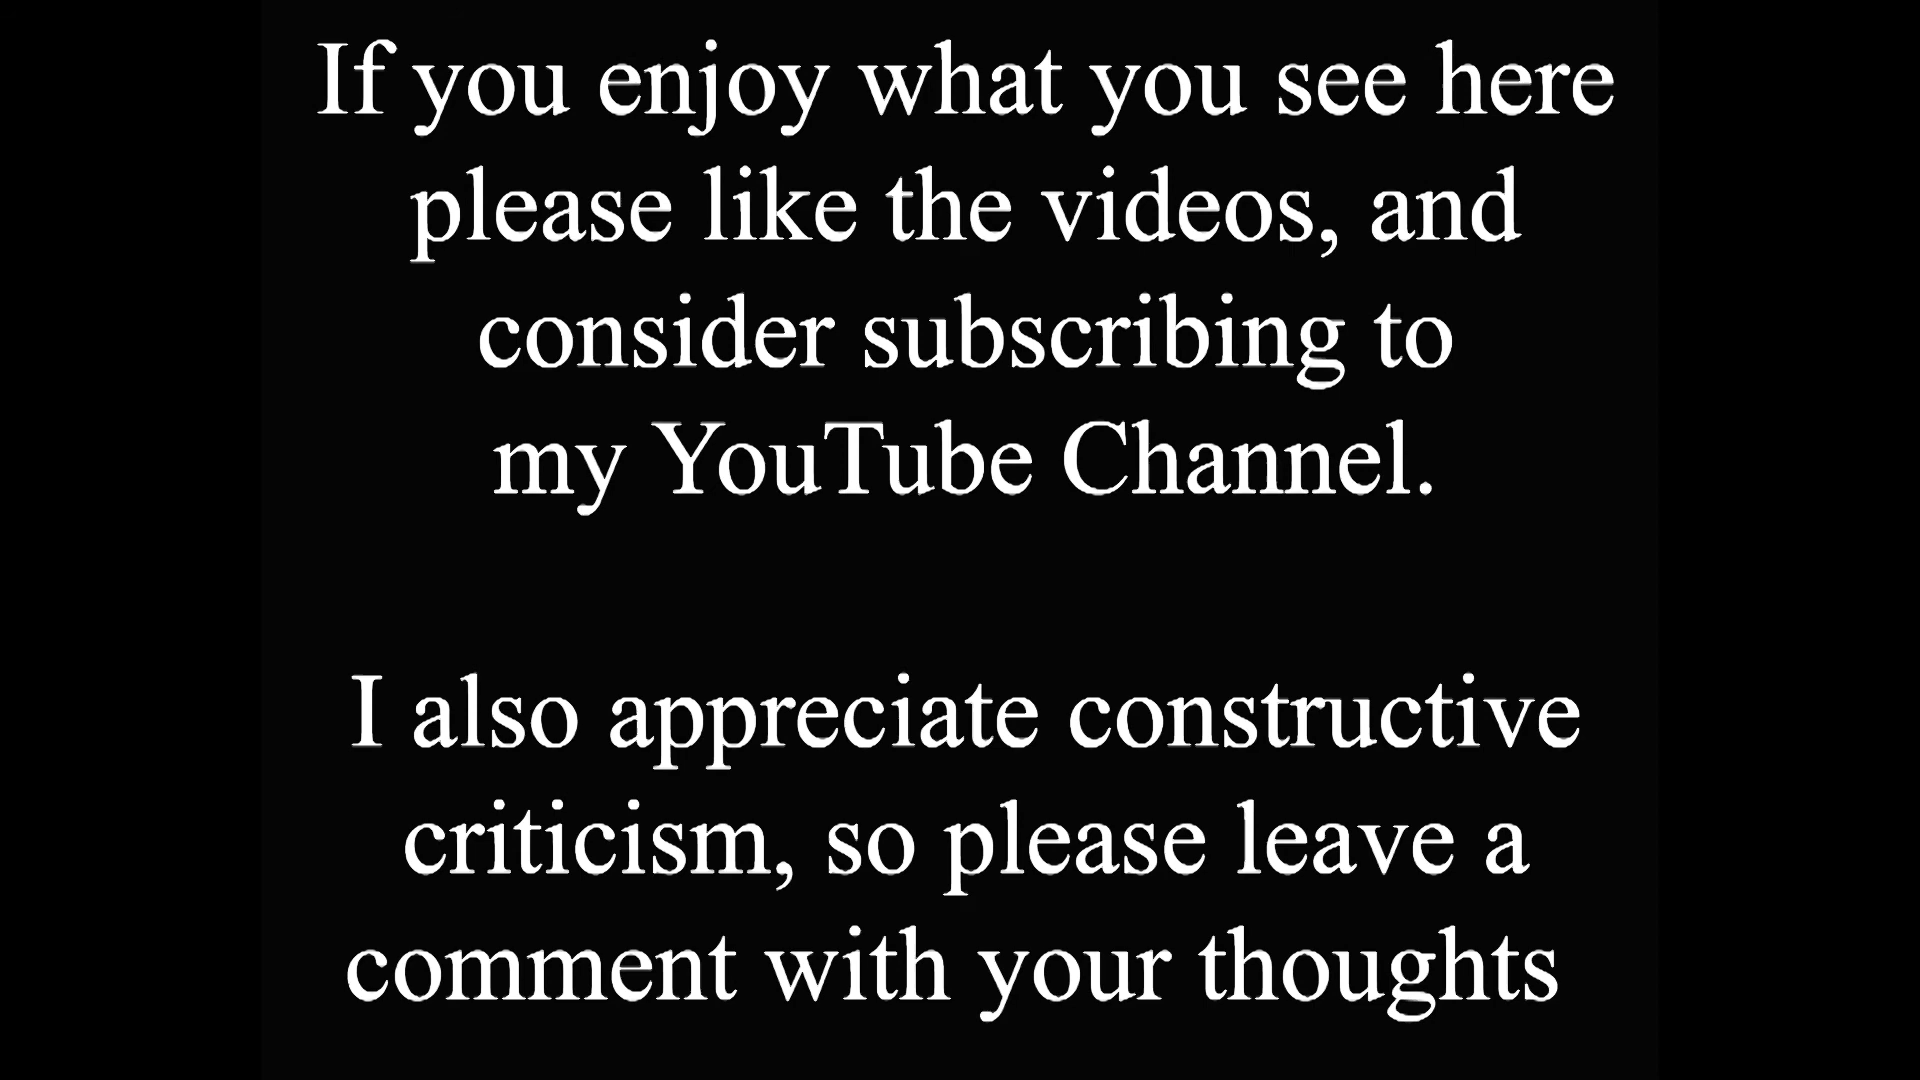 If you enjoy what you see here
please like the videos, and
consider subscribing to
my YouTube Channel.
I also appreciate constructive
criticism, so please leave a
comment with your thoughts